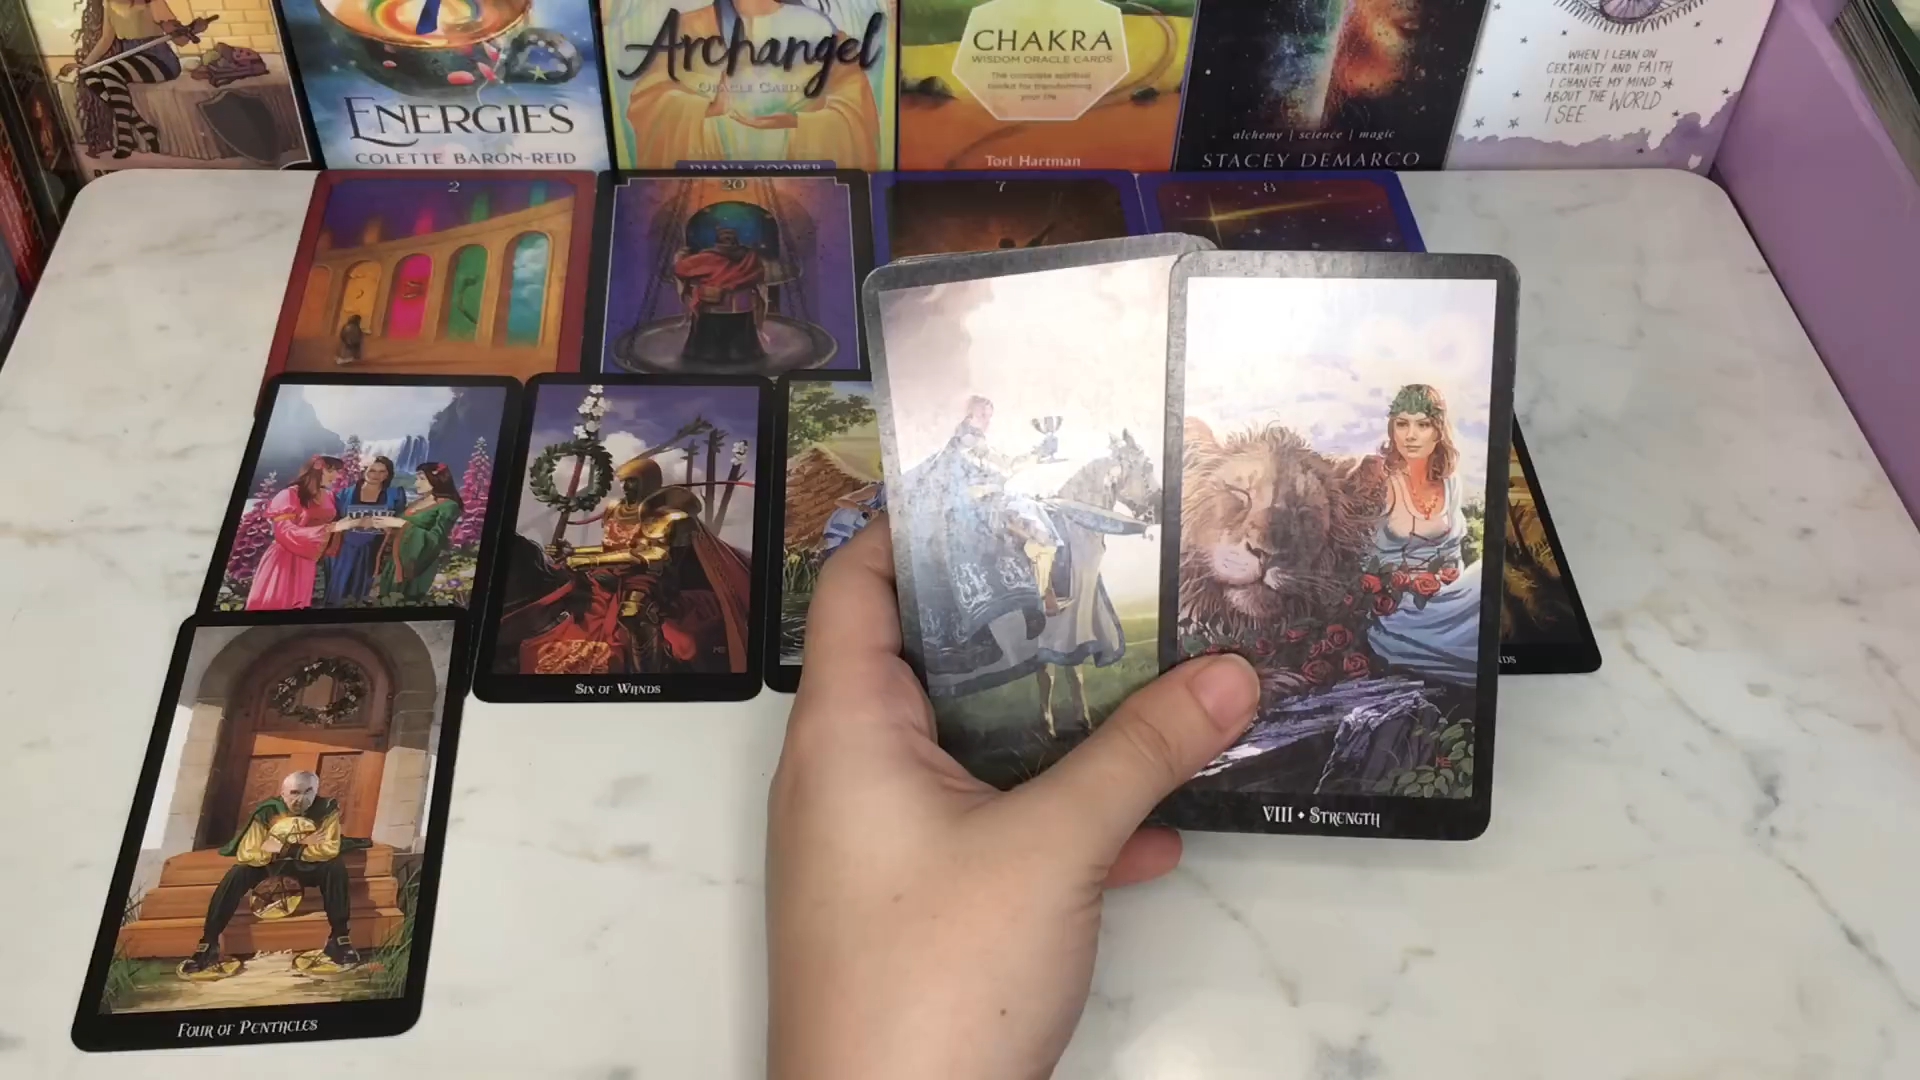 ENERGIES
COLETTE BARON-REID
Archangel
ORACLE CARDS
DIANA COOPER
CHAKRA
WISDOM ORACLE CARDS
The complete spiritual
toolkit for transforming
your life
Tori Hartman
alchemy | science | magic
STACEY DEMARCO
WHEN I LEAN ON
CERTAINTY AND FAITH
I CHANGE MY MIND
ABOUT THE WORLD
I SEE.
2
20
7
8
SIX OF WANDS
VIII • STRENGTH
FOUR OF PENTACLES